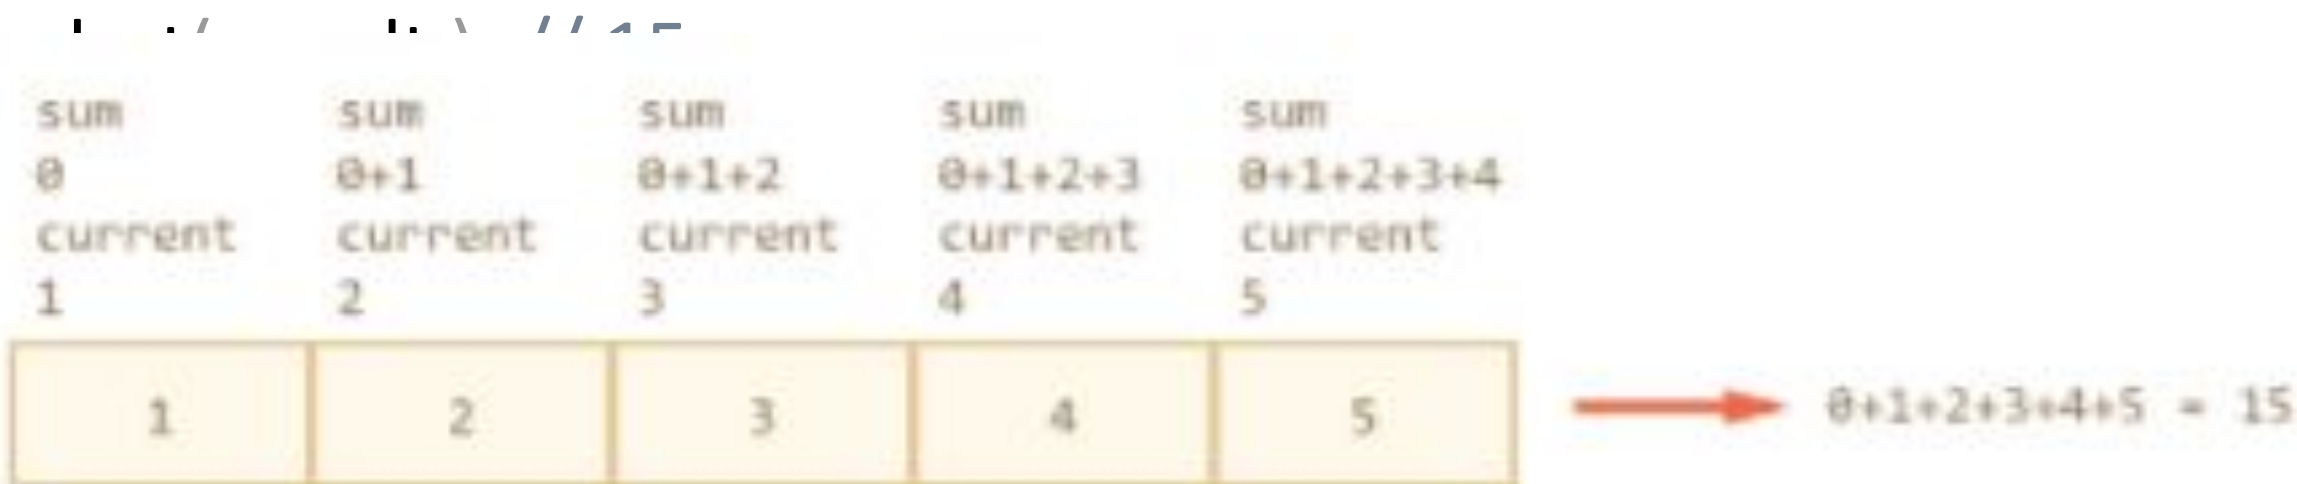 sum sum sum sum sum
0 0+1 0+1+2 0+1+2+3 0+1+2+3+4
current current current current current
1 2 3 4 5
1 2 3 4 5 0+1+2+3+4+5 = 15